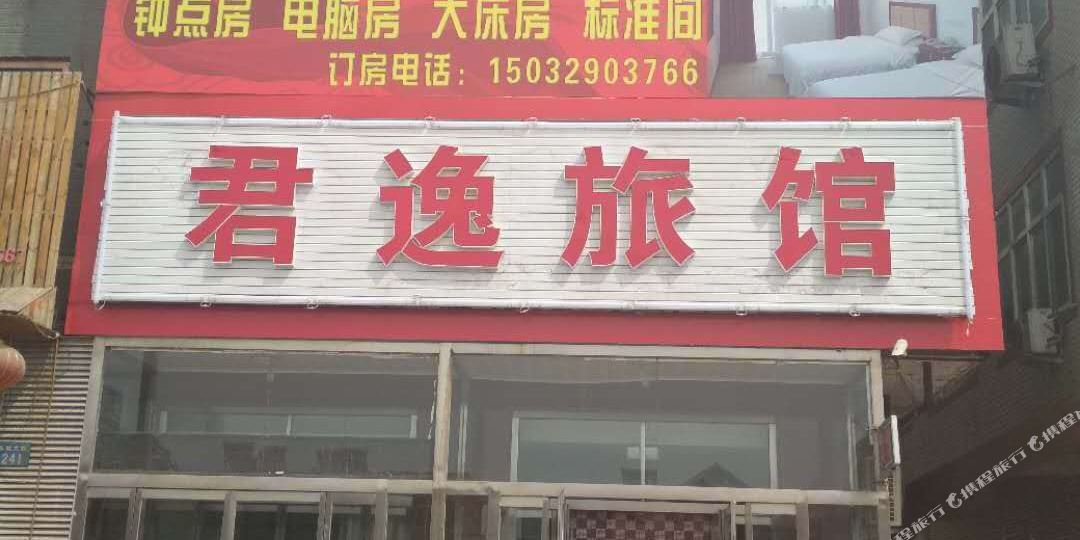 钟点房 电脑房 大床房 标准间
订房电话：15032903766
君逸旅馆
241
携程旅行
携程旅行